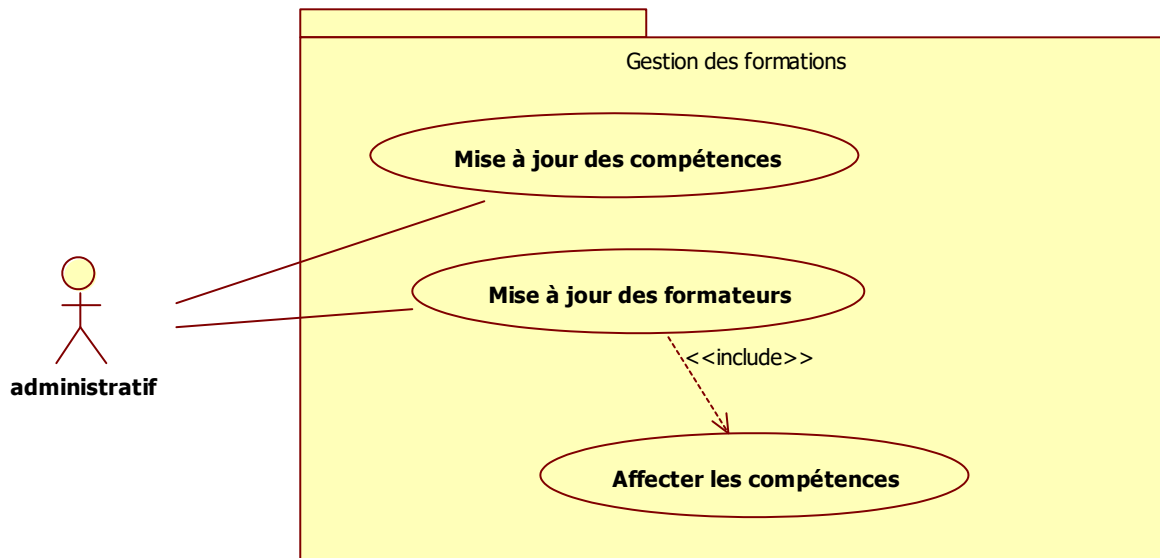 Gestion des formations
Mise à jour des compétences
Mise à jour des formateurs
<<include>>
administratif
Affecter les compétences